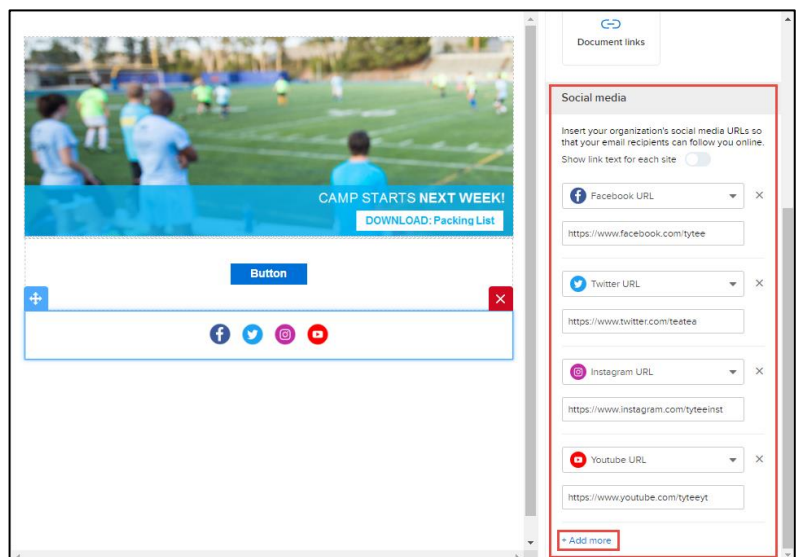 CAMP STARTS NEXT WEEK!
DOWNLOAD: Packing List
Button
Document links
Social media
Insert your organization's social media URLs so
that your email recipients can follow you online.
Show link text for each site
Facebook URL
https://www.facebook.com/tytee
Twitter URL
https://www.twitter.com/teatea
Instagram URL
https://www.instagram.com/tyteeinst
Youtube URL
https://www.youtube.com/tyteeyt
+ Add more